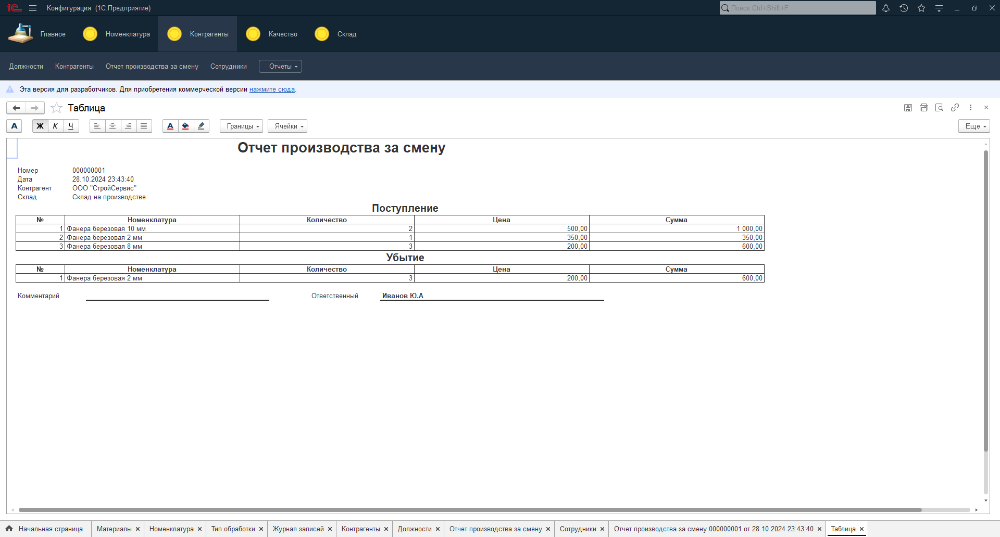 1С Конфигурация (1С:Предприятие) Поиск Ctrl+Shift+F
Главное Номенклатура Контрагенты Качество Склад
Должности Контрагенты Отчет производства за смену Сотрудники Отчеты
Эта версия для разработчиков. Для приобретения коммерческой версии нажмите сюда.
Таблица
А Ж К Ч А Границы Ячейки Еще
Отчет производства за смену
Номер 000000001
Дата 28.10.2024 23:43:40
Контрагент ООО "СтройСервис"
Склад Склад на производстве
Поступление
№ Номенклатура Количество Цена Сумма
1 Фанера березовая 10 мм 2 500,00 1 000,00
2 Фанера березовая 2 мм 1 350,00 350,00
3 Фанера березовая 8 мм 3 200,00 600,00
Убытие
№ Номенклатура Количество Цена Сумма
1 Фанера березовая 2 мм 3 200,00 600,00
Комментарий Ответственный Иванов Ю.А
Начальная страница Материалы × Номенклатура × Тип обработки × Журнал записей × Контрагенты × Должности × Отчет производства за смену × Сотрудники × Отчет производства за смену 000000001 от 28.10.2024 23:43:40 × Таблица ×